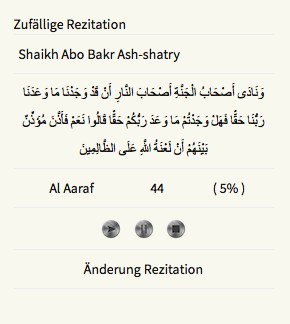 Zufällige Rezitation
Shaikh Abo Bakr Ash-shatry
وَنَادَى أَصْحَابُ الْجَنَّةِ أَصْحَابَ النَّارِ أَنْ قَدْ وَجَدْنَا مَا وَعَدَنَا
رَبُّنَا حَقًّا فَهَلْ وَجَدْتُمْ مَا وَعَدَ رَبُّكُمْ حَقًّا قَالُوا نَعَمْ فَأَذَّنَ مُؤَذِّنٌ
بَيْنَهُمْ أَنْ لَعْنَةُ اللَّهِ عَلَى الظَّالِمِينَ
Al Aaraf 44 ( 5% )
Änderung Rezitation